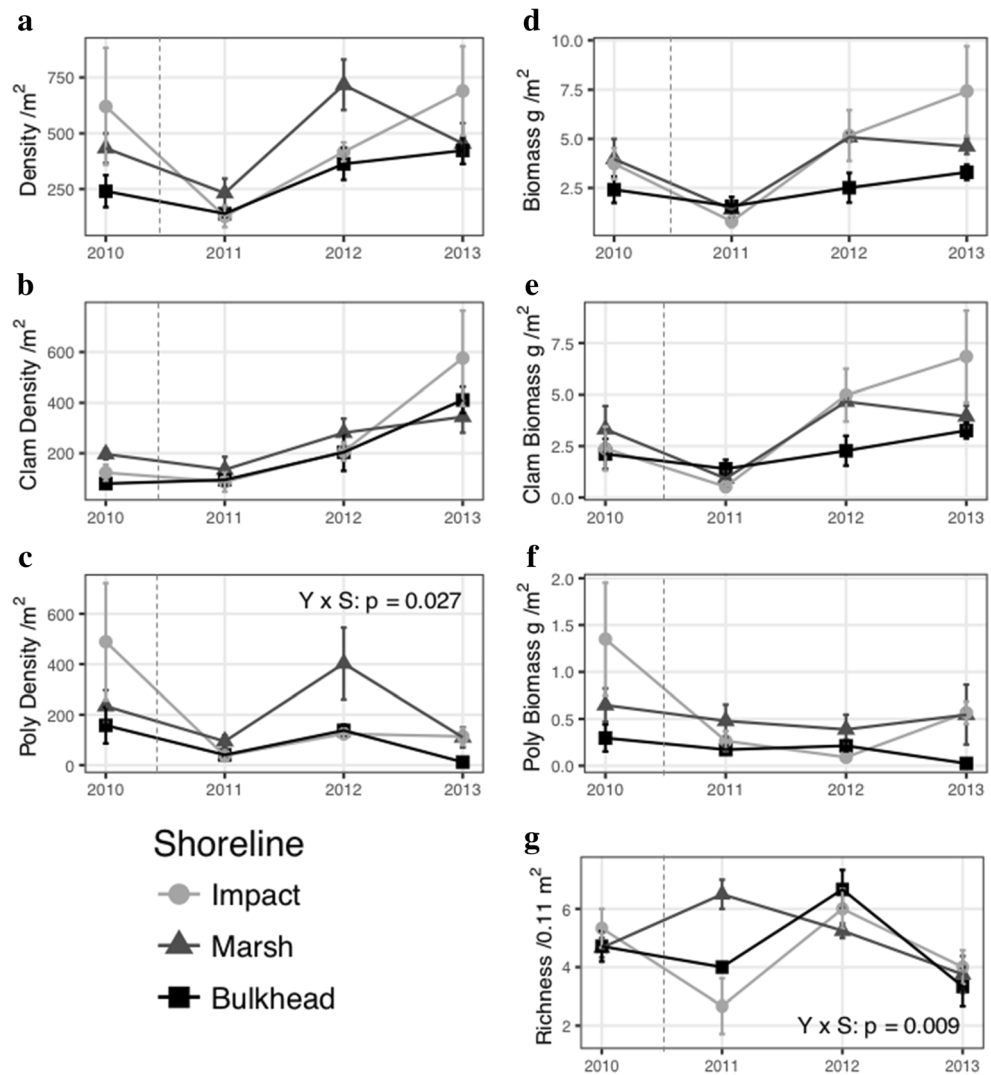 a
Density /m²
750
500
250
2010 2011 2012 2013
b
Clam Density /m²
600
400
200
2010 2011 2012 2013
c
Poly Density /m²
Y x S: p = 0.027
600
400
200
0
2010 2011 2012 2013
Shoreline
Impact
Marsh
Bulkhead
d
Biomass g /m²
10.0
7.5
5.0
2.5
2010 2011 2012 2013
e
Clam Biomass g /m²
7.5
5.0
2.5
0.0
2010 2011 2012 2013
f
Poly Biomass g /m²
2.0
1.5
1.0
0.5
0.0
2010 2011 2012 2013
g
Richness /0.11 m²
6
4
2
Y x S: p = 0.009
2010 2011 2012 2013